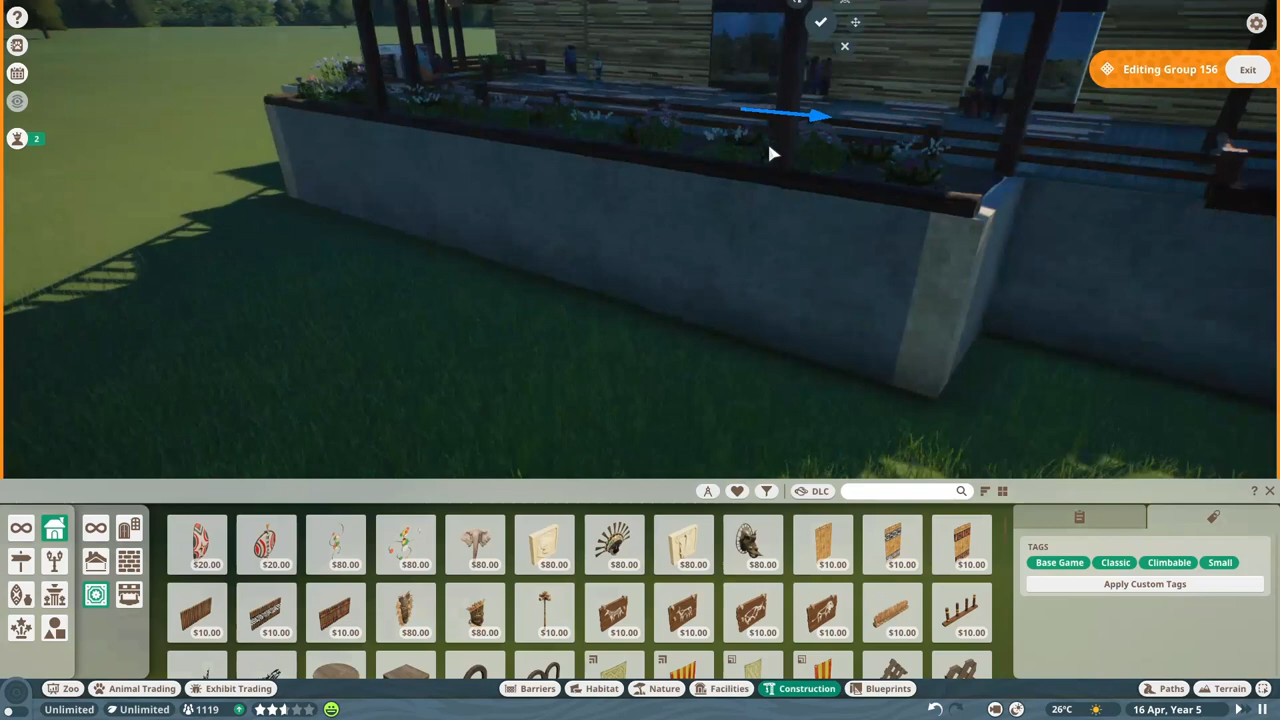 ?
Editing Group 156 Exit
2
DLC
? ×
$20.00 $20.00 $80.00 $80.00 $80.00 $80.00 $80.00 $80.00 $80.00 $10.00 $10.00 $10.00
TAGS
Base Game Classic Climbable Small
Apply Custom Tags
$10.00 $10.00 $10.00 $80.00 $80.00 $10.00 $10.00 $10.00 $10.00 $10.00 $10.00 $10.00
Zoo Animal Trading Exhibit Trading Barriers Habitat Nature Facilities Construction Blueprints Paths Terrain
Unlimited Unlimited 1119 26°C 16 Apr, Year 5